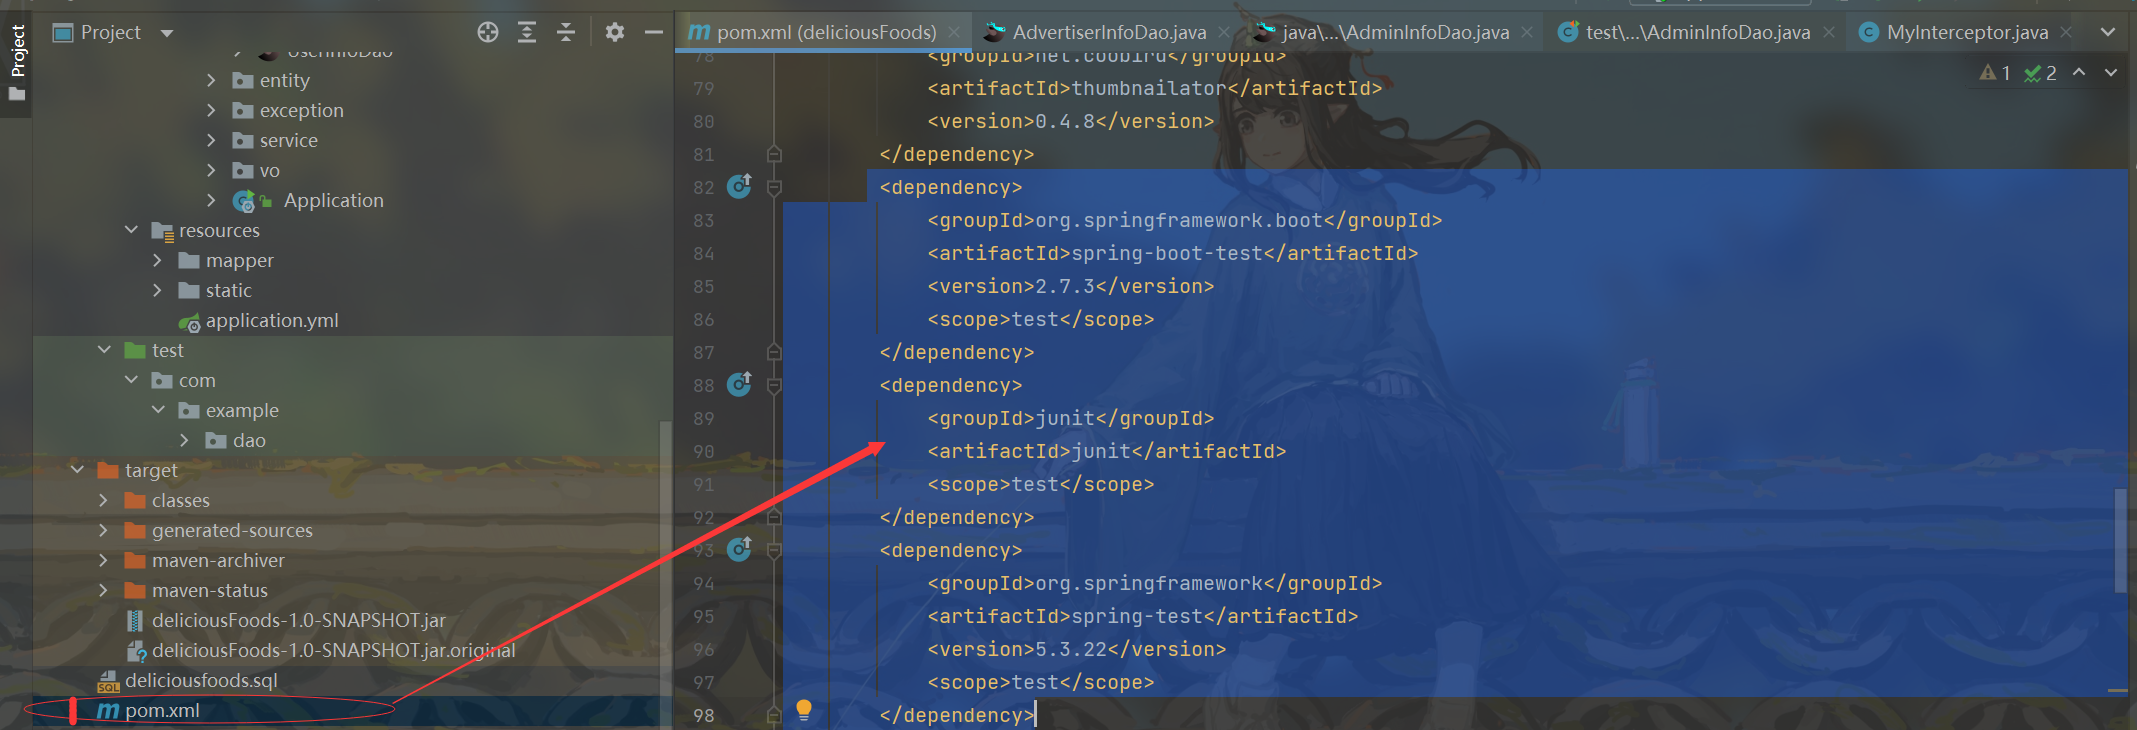 Project
Project
pom.xml (deliciousFoods)
AdvertiserInfoDao.java
java\...\AdminInfoDao.java
test\...\AdminInfoDao.java
MyInterceptor.java
1
2
UserInfoDao
entity
exception
service
vo
Application
resources
mapper
static
application.yml
test
com
example
dao
target
classes
generated-sources
maven-archiver
maven-status
deliciousFoods-1.0-SNAPSHOT.jar
deliciousFoods-1.0-SNAPSHOT.jar.original
deliciousfoods.sql
pom.xml
78 <groupId>net.coobird</groupId>
79 <artifactId>thumbnailator</artifactId>
80 <version>0.4.8</version>
81 </dependency>
82 <dependency>
83 <groupId>org.springframework.boot</groupId>
84 <artifactId>spring-boot-test</artifactId>
85 <version>2.7.3</version>
86 <scope>test</scope>
87 </dependency>
88 <dependency>
89 <groupId>junit</groupId>
90 <artifactId>junit</artifactId>
91 <scope>test</scope>
92 </dependency>
93 <dependency>
94 <groupId>org.springframework</groupId>
95 <artifactId>spring-test</artifactId>
96 <version>5.3.22</version>
97 <scope>test</scope>
98 </dependency>